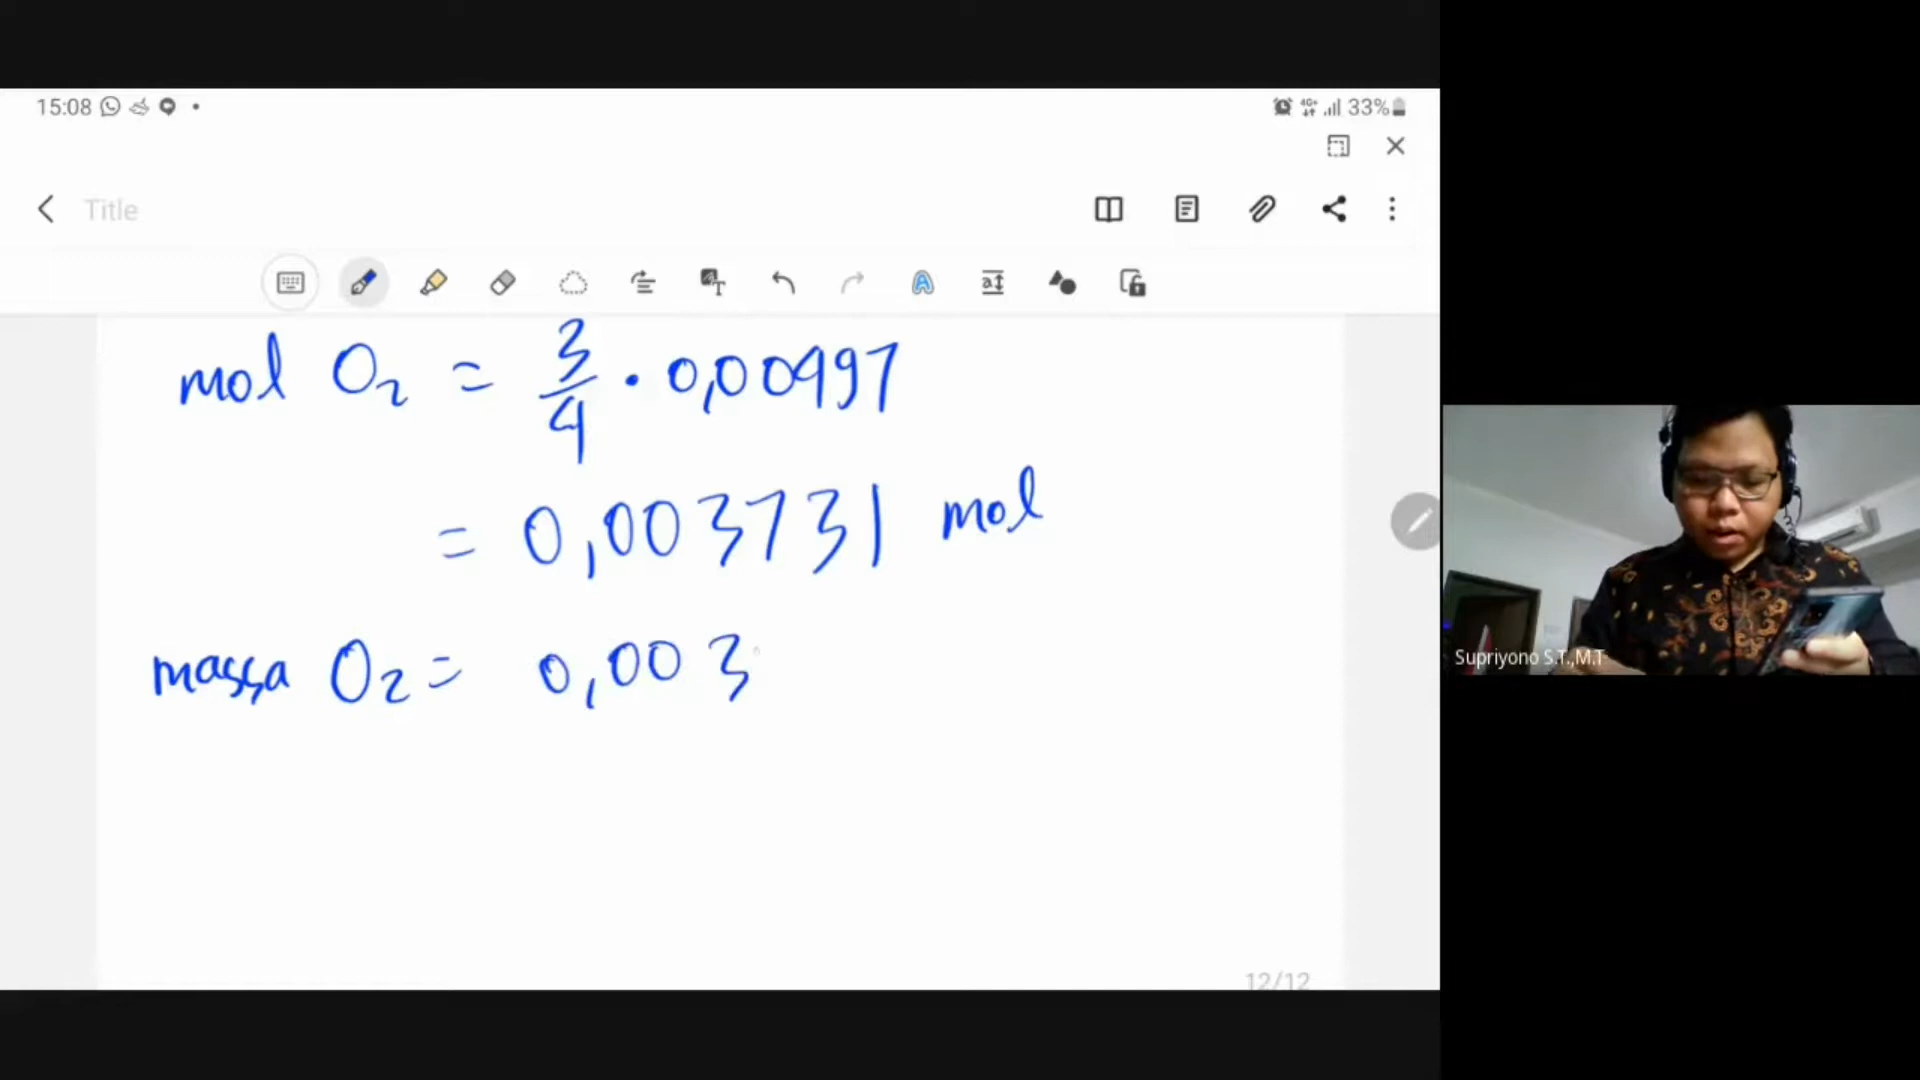 15:08 4G+ 33%
Title
mol O₂ = 3/4 · 0,00497
= 0,003731 mol
massa O₂ = 0,003
12/12
Supriyono S.T.,M.T